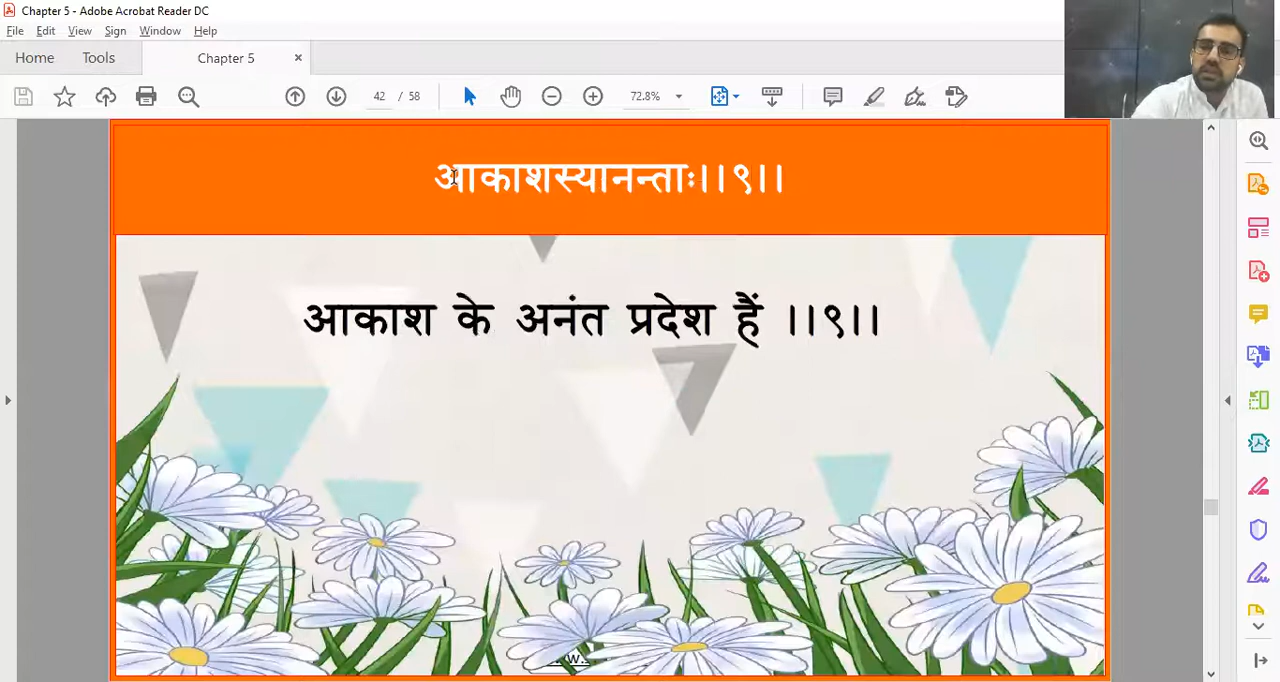 Chapter 5 - Adobe Acrobat Reader DC
File Edit View Sign Window Help
Home Tools Chapter 5 ×
42 / 58 72.8%
आकाशस्यानन्ताः।।९।।
आकाश के अनंत प्रदेश हैं ।।९।।